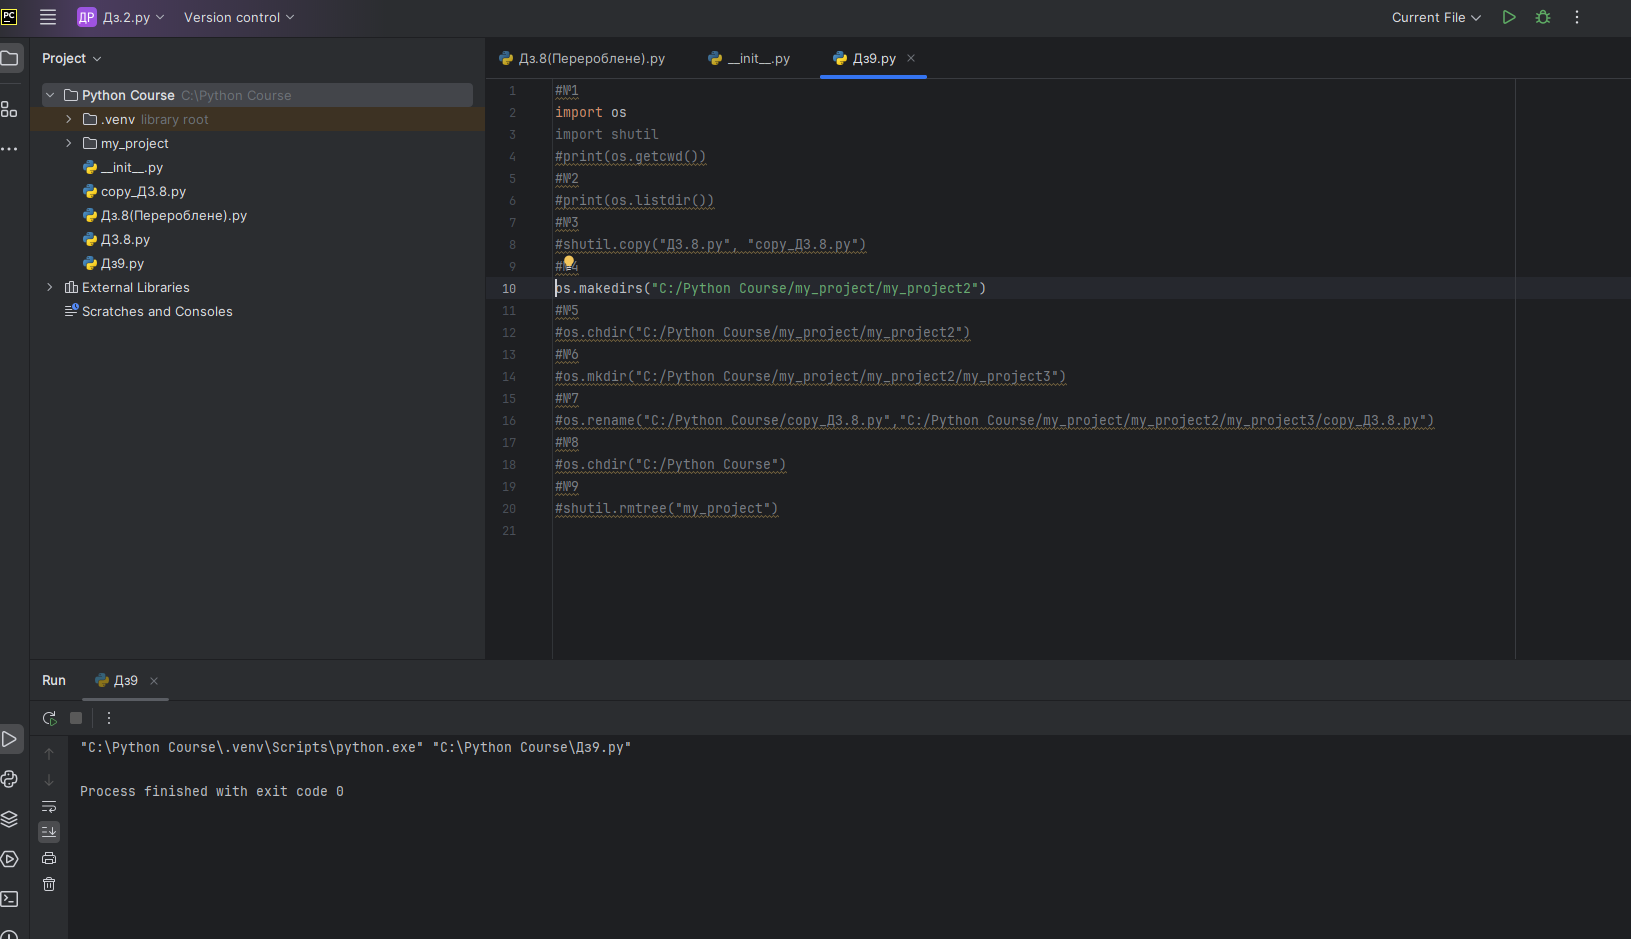 PC
ДР Дз.2.py Version control Current File
Project
Дз.8(Перероблене).py __init__.py Дз9.py
Python Course C:\Python Course
.venv library root
my_project
__init__.py
copy_ДЗ.8.py
Дз.8(Перероблене).py
ДЗ.8.py
Дз9.py
External Libraries
Scratches and Consoles
1 #№1
2 import os
3 import shutil
4 #print(os.getcwd())
5 #№2
6 #print(os.listdir())
7 #№3
8 #shutil.copy("ДЗ.8.py", "copy_ДЗ.8.py")
9 #№4
10 os.makedirs("C:/Python Course/my_project/my_project2")
11 #№5
12 #os.chdir("C:/Python Course/my_project/my_project2")
13 #№6
14 #os.mkdir("C:/Python Course/my_project/my_project2/my_project3")
15 #№7
16 #os.rename("C:/Python Course/copy_ДЗ.8.py","C:/Python Course/my_project/my_project2/my_project3/copy_ДЗ.8.py")
17 #№8
18 #os.chdir("C:/Python Course")
19 #№9
20 #shutil.rmtree("my_project")
21
Run Дз9
"C:\Python Course\.venv\Scripts\python.exe" "C:\Python Course\Дз9.py"
Process finished with exit code 0